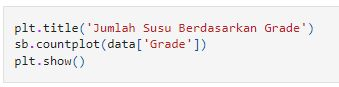 plt.title('Jumlah Susu Berdasarkan Grade')
sb.countplot(data['Grade'])
plt.show()